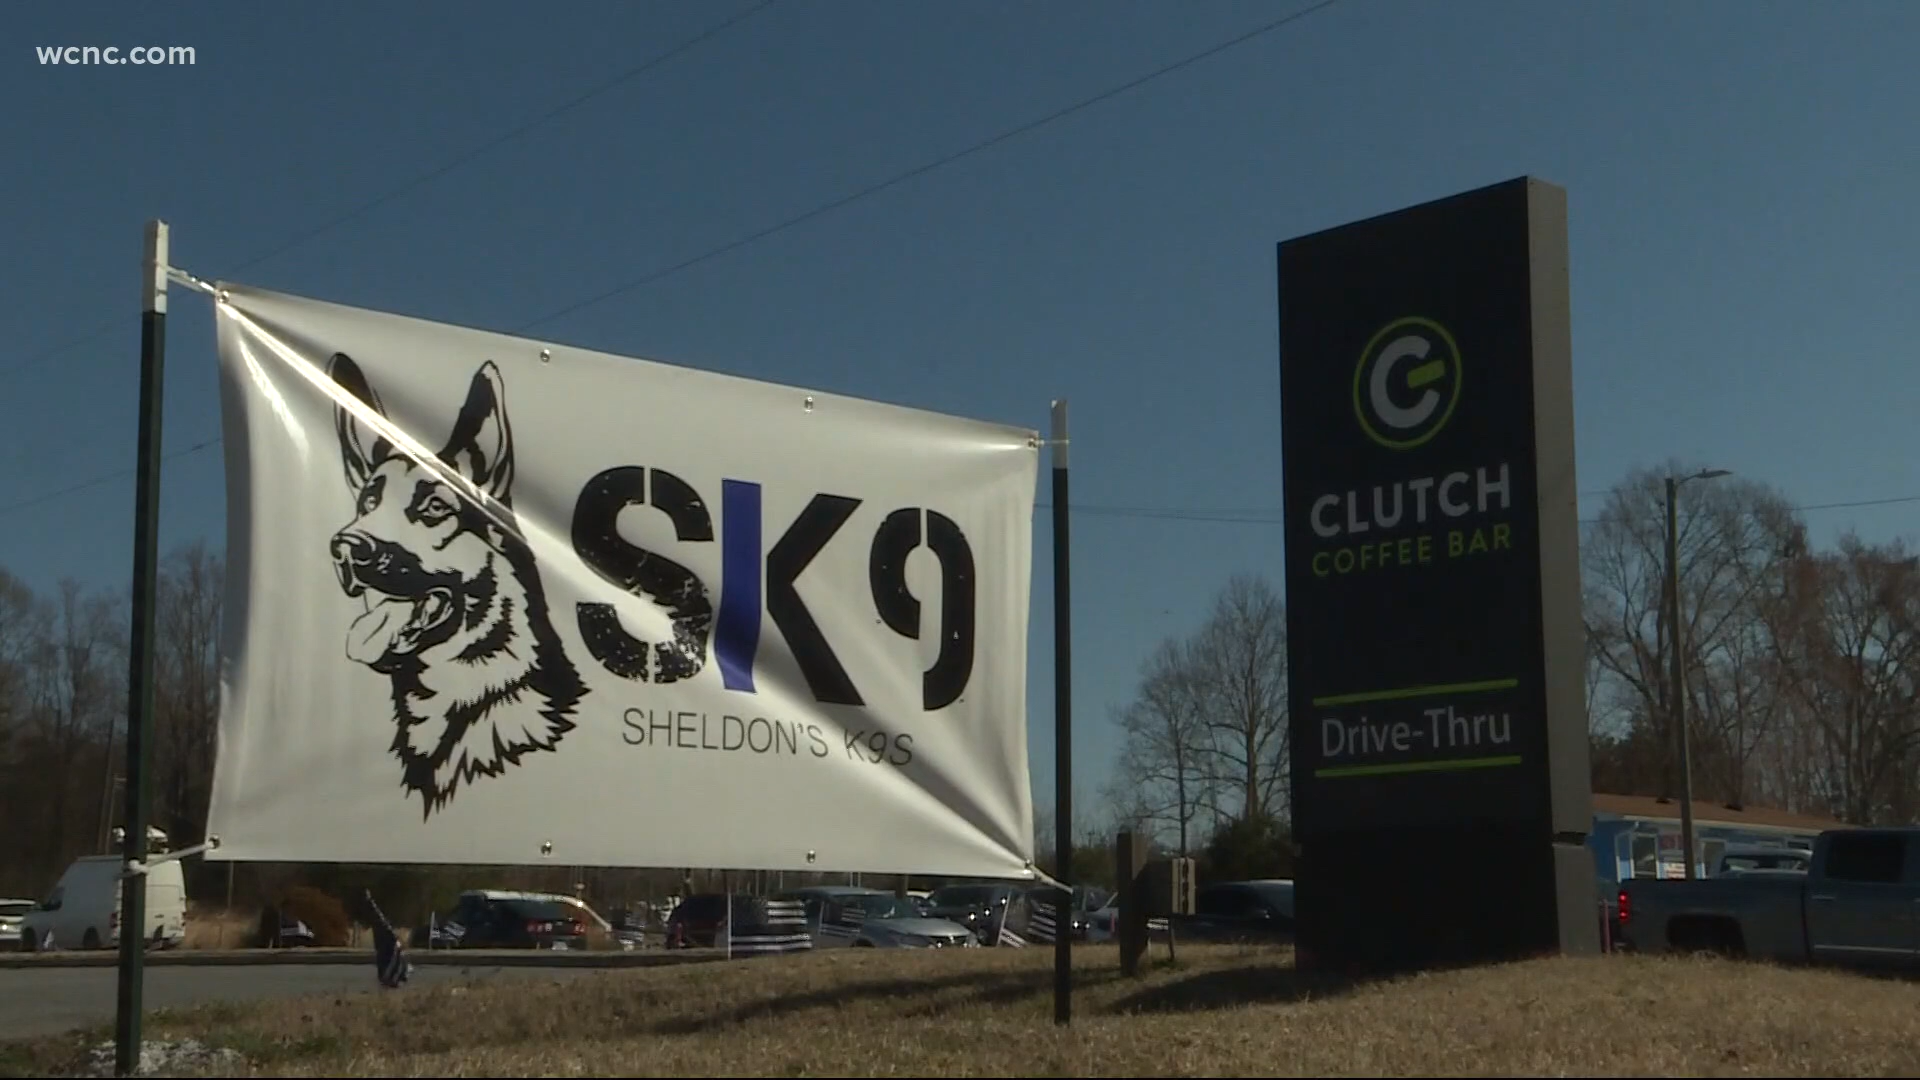 wcnc.com
SK9
SHELDON'S K9S
CLUTCH
COFFEE BAR
Drive-Thru